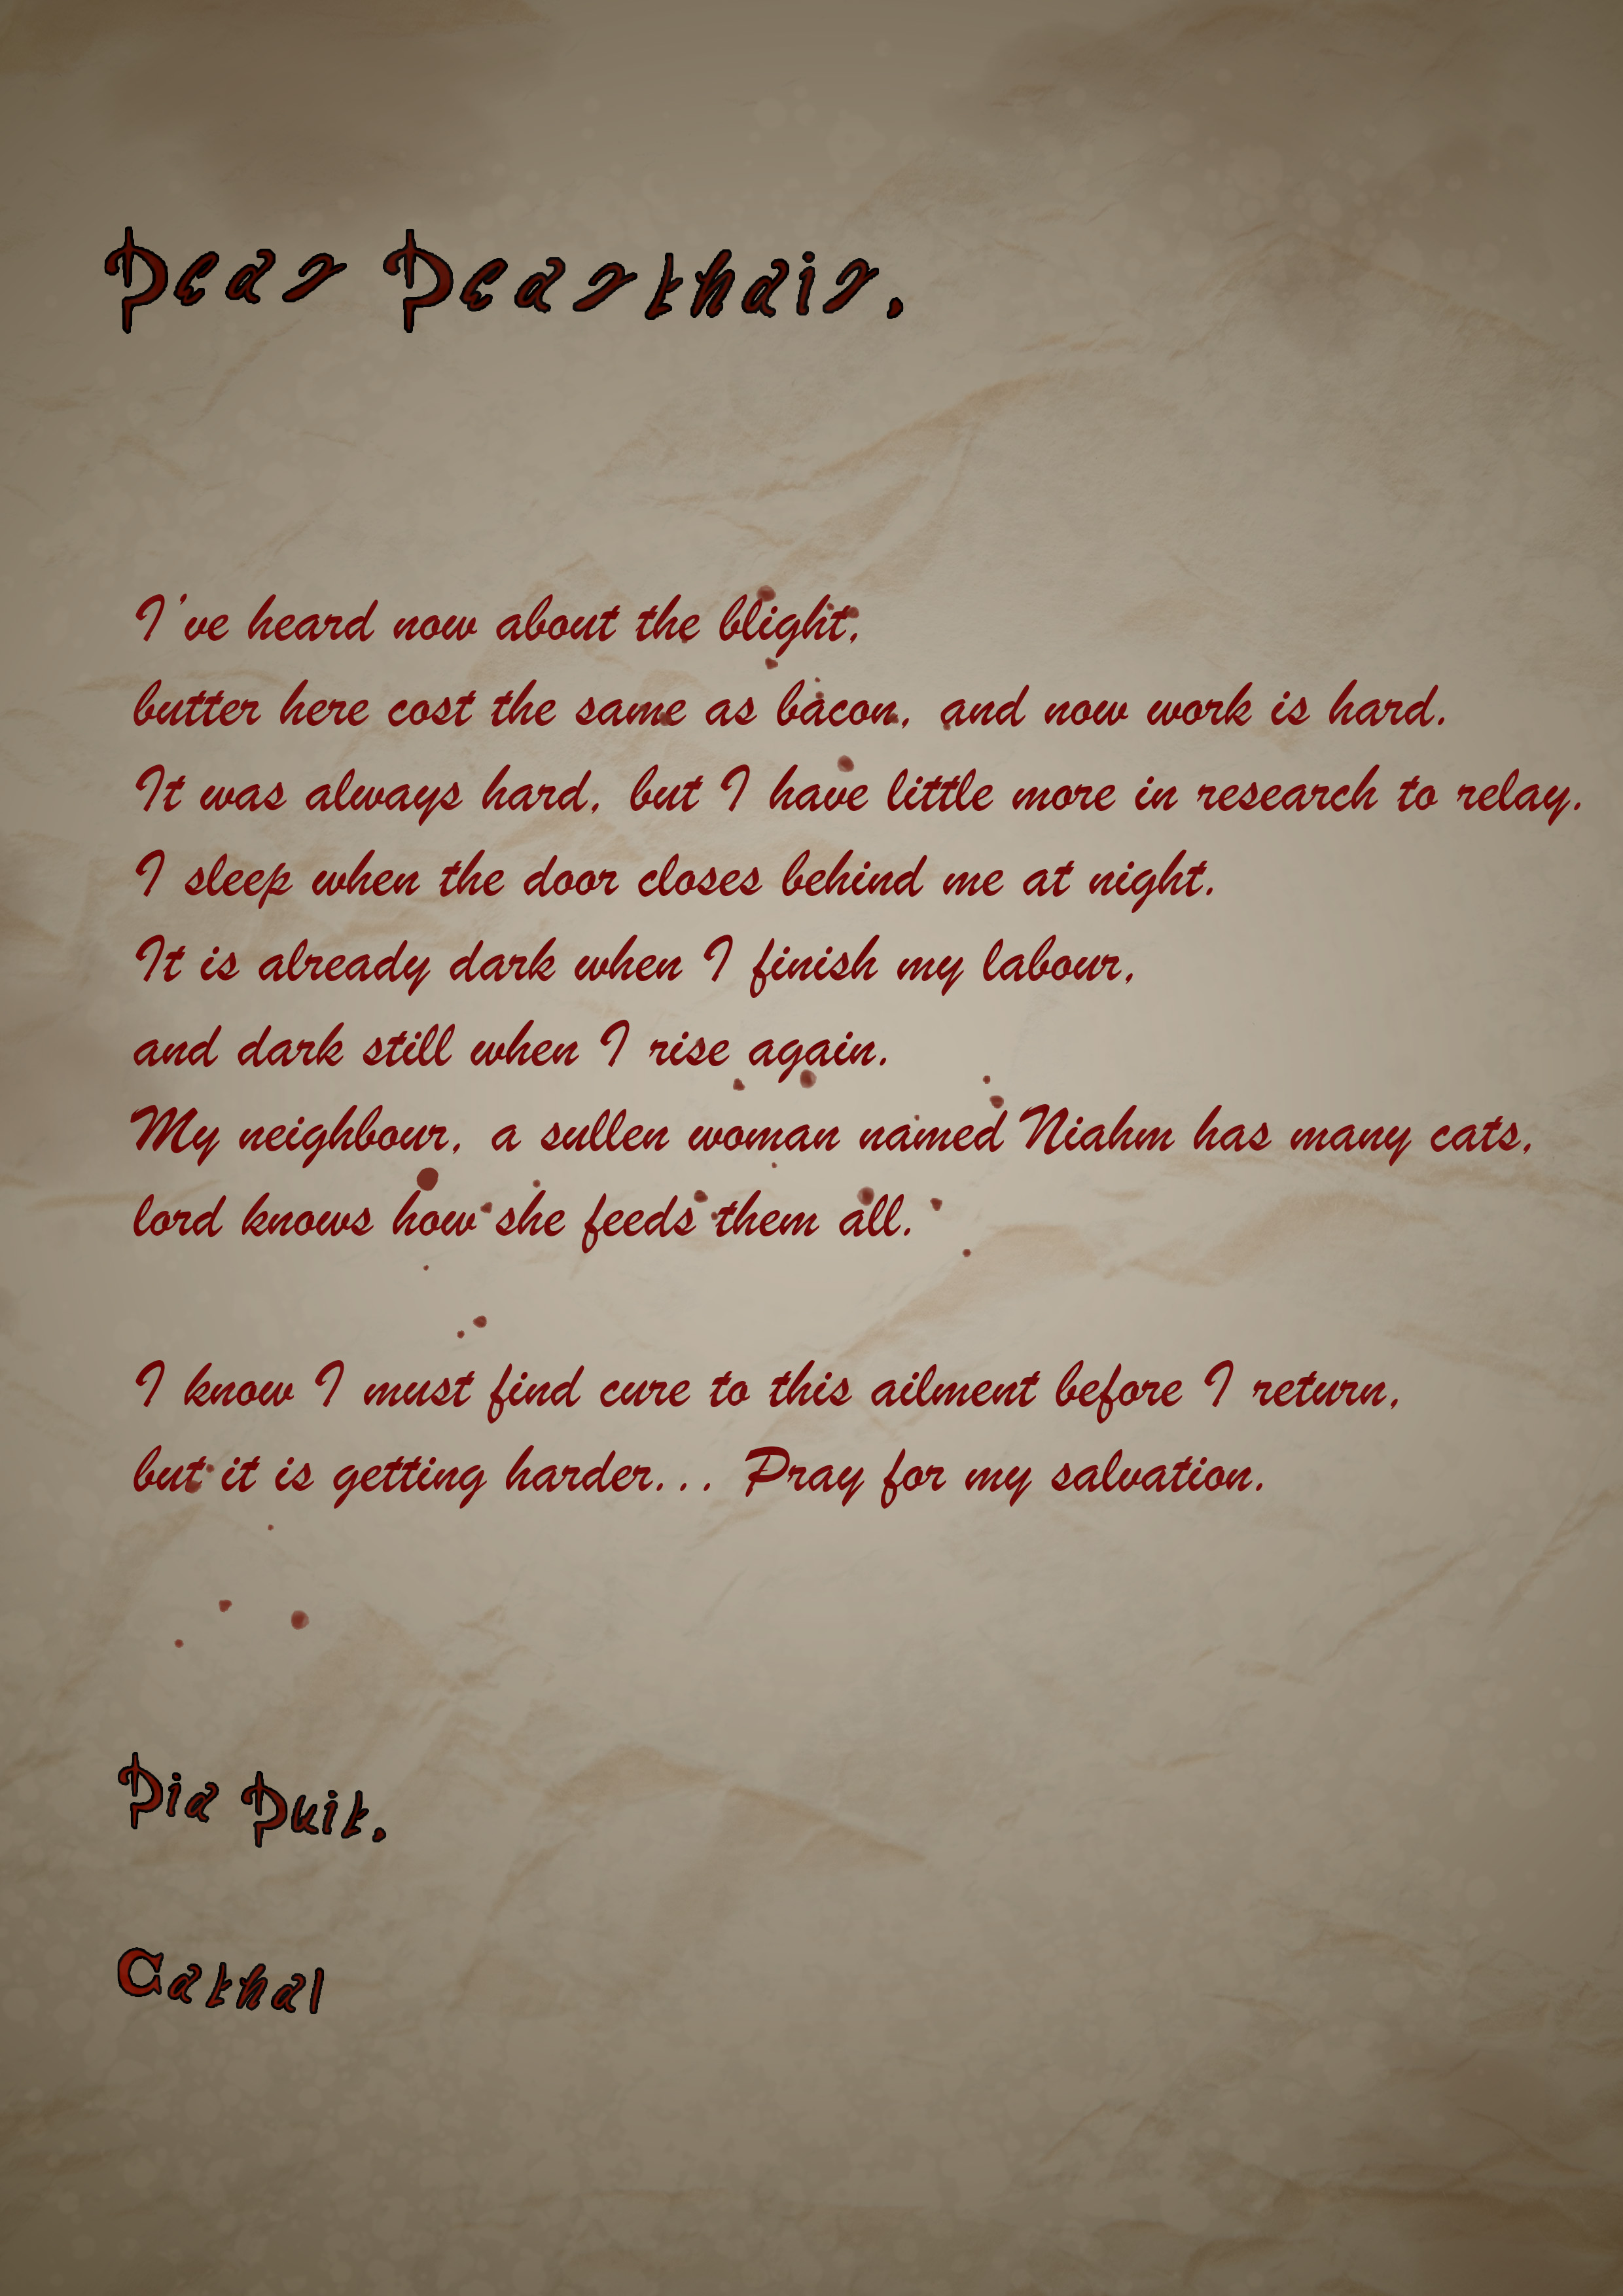 Dear Dearthair,
I've heard now about the blight,
butter here cost the same as bacon, and now work is hard.
It was always hard, but I have little more in research to relay.
I sleep when the door closes behind me at night.
It is already dark when I finish my labour,
and dark still when I rise again.
My neighbour, a sullen woman named Niahm has many cats,
lord knows how she feeds them all.
I know I must find cure to this ailment before I return,
but it is getting harder... Pray for my salvation.
Dia Duit,
Cathal